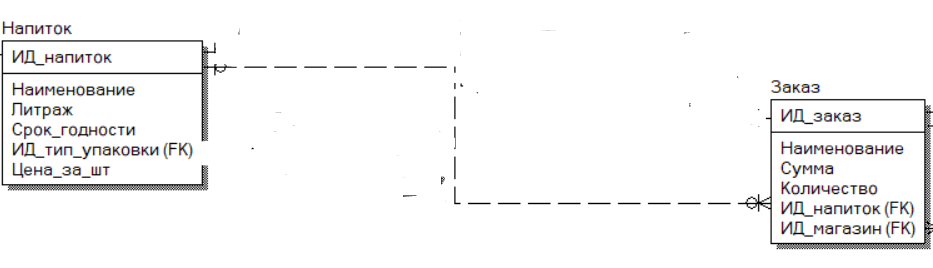 Напиток
ИД_напиток
Наименование
Литраж
Срок_годности
ИД_тип_упаковки (FK)
Цена_за_шт
Заказ
ИД_заказ
Наименование
Сумма
Количество
ИД_напиток (FK)
ИД_магазин (FK)